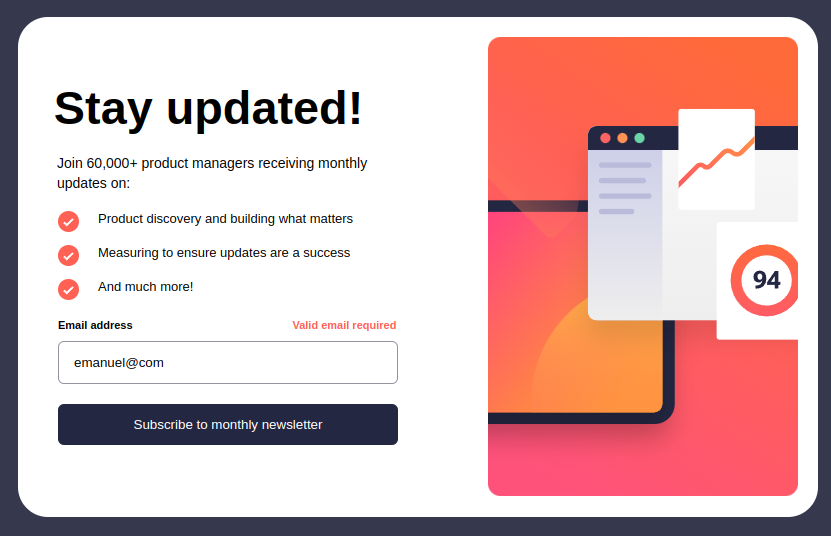 Stay updated!
Join 60,000+ product managers receiving monthly
updates on:
Product discovery and building what matters
Measuring to ensure updates are a success
And much more!
Email address
Valid email required
emanuel@com
Subscribe to monthly newsletter
94